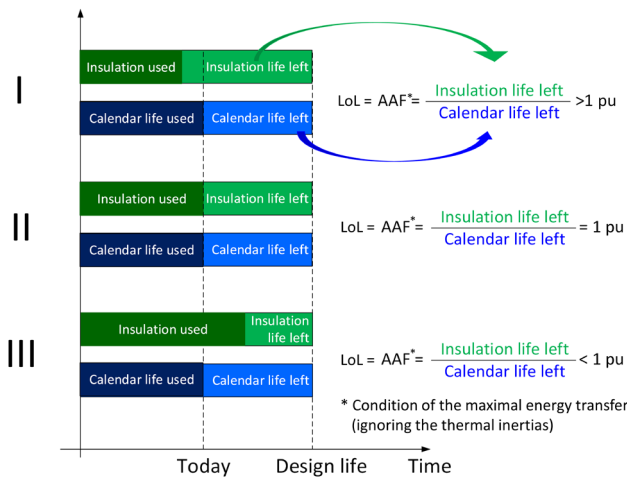 I
Insulation used
Insulation life left
Calendar life used
Calendar life left
LoL = AAF*= Insulation life left / Calendar life left >1 pu
II
Insulation used
Insulation life left
Calendar life used
Calendar life left
LoL = AAF*= Insulation life left / Calendar life left = 1 pu
III
Insulation used
Insulation
life left
Calendar life used
Calendar life left
LoL = AAF*= Insulation life left / Calendar life left < 1 pu
* Condition of the maximal energy transfer
(ignoring the thermal inertias)
Today
Design life
Time